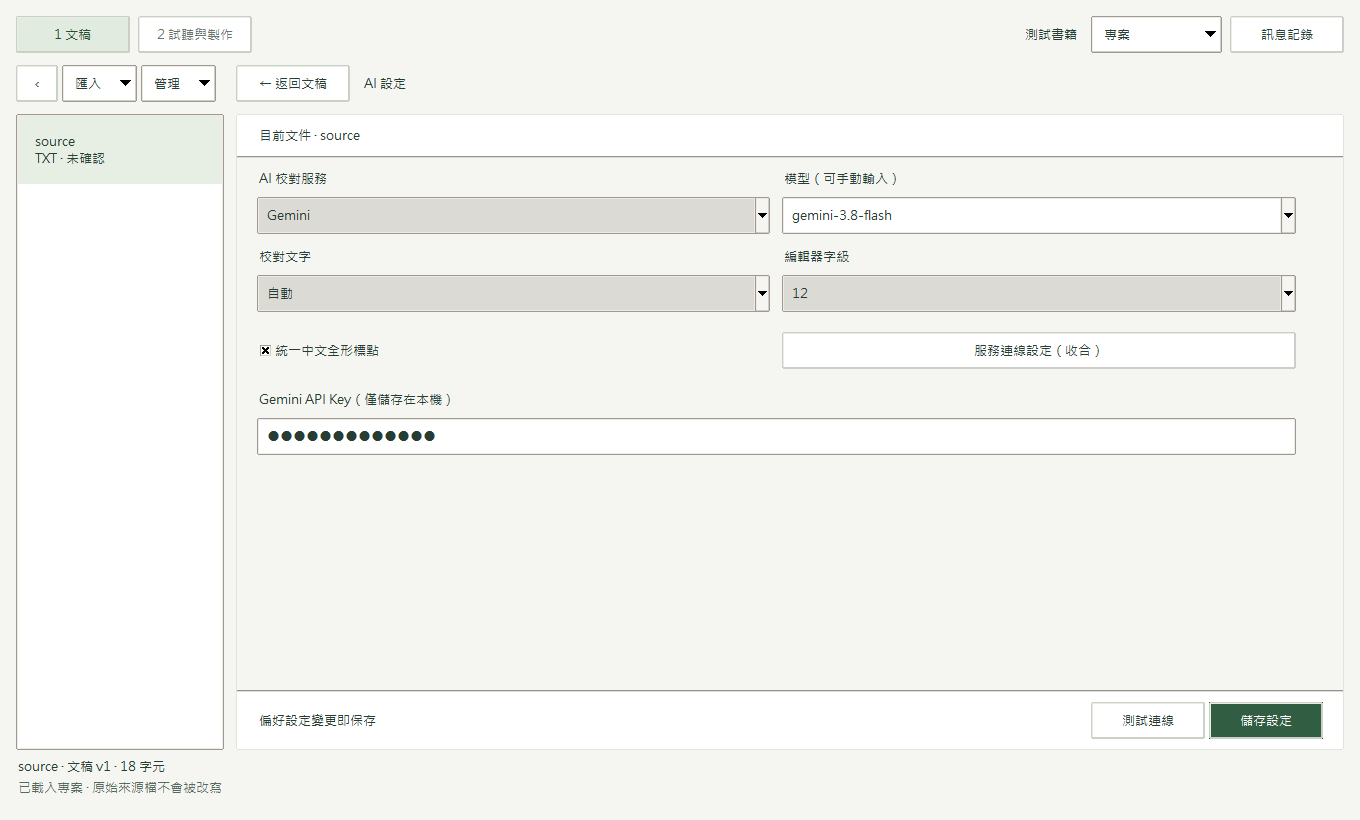 1 文稿
2 試聽與製作
測試書籍
專案
訊息記錄
‹
匯入
管理
← 返回文稿
AI 設定
source
TXT · 未確認
目前文件 · source
AI 校對服務
模型（可手動輸入）
Gemini
gemini-3.8-flash
校對文字
編輯器字級
自動
12
統一中文全形標點
服務連線設定（收合）
Gemini API Key（僅儲存在本機）
●●●●●●●●●●●●●
偏好設定變更即保存
測試連線
儲存設定
source · 文稿 v1 · 18 字元
已載入專案 · 原始來源檔不會被改寫